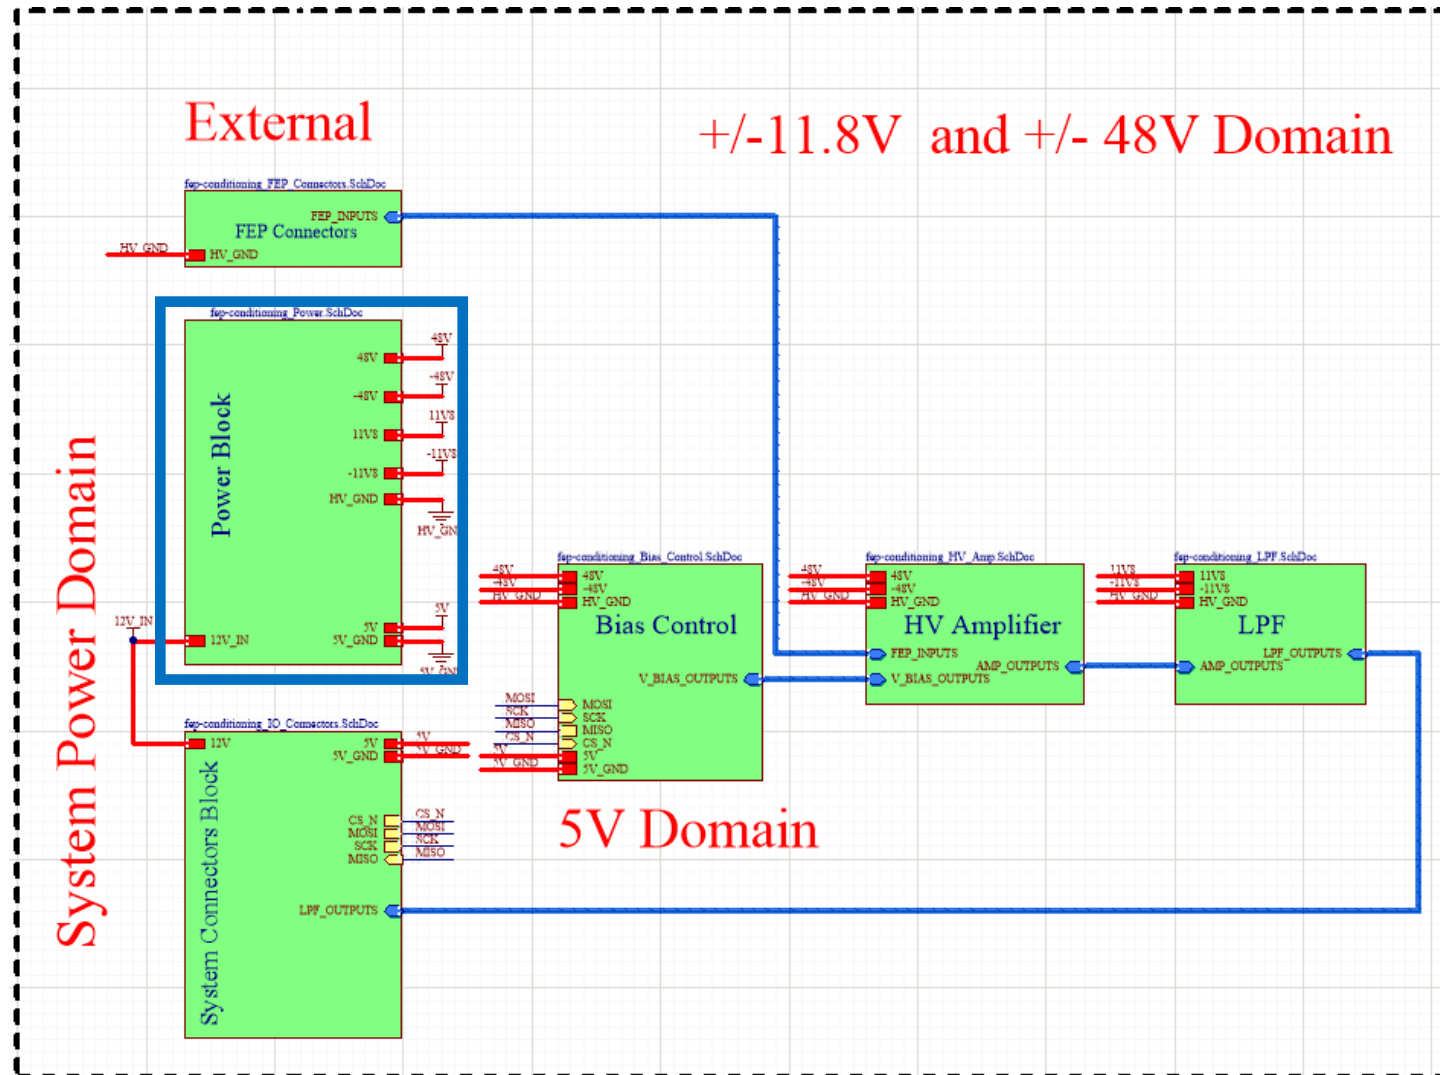 External
+/-11.8V and +/- 48V Domain
fep-conditioning_FEP_Connectors.SchDoc
FEP_INPUTS
FEP Connectors
HV_GND
HV_GND
fep-conditioning_Power.SchDoc
48V
48V
-48V
-48V
11V8
11V8
-11V8
-11V8
HV_GND
HV_GN
Power Block
5V
5V
12V_IN
12V_IN
5V_GND
5V_GND
System Power Domain
fep-conditioning_Bias_Control.SchDoc
48V
48V
-48V
-48V
HV_GND
HV_GND
Bias Control
V_BIAS_OUTPUTS
MOSI
MOSI
SCK
SCK
MISO
MISO
CS_N
CS_N
5V
5V
5V_GND
5V_GND
fep-conditioning_HV_Amp.SchDoc
48V
48V
-48V
-48V
HV_GND
HV_GND
HV Amplifier
FEP_INPUTS
AMP_OUTPUTS
V_BIAS_OUTPUTS
fep-conditioning_LPF.SchDoc
11V8
11V8
-11V8
-11V8
HV_GND
HV_GND
LPF
LPF_OUTPUTS
AMP_OUTPUTS
fep-conditioning_IO_Connectors.SchDoc
12V
5V
5V
5V_GND
5V_GND
System Connectors Block
CS_N
CS_N
MOSI
MOSI
SCK
SCK
MISO
MISO
LPF_OUTPUTS
5V Domain